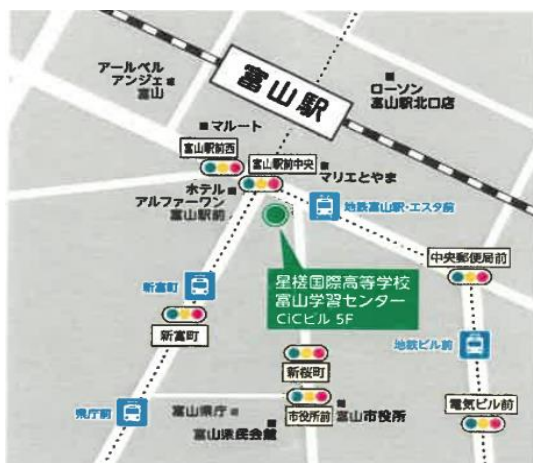 アールベル
アンジェ
富山
富山駅
ローソン
富山駅北口店
マルート
富山駅前西
富山駅前中央
マリエとやま
ホテル
アルファーワン
富山駅前
地鉄富山駅・エスタ前
星槎国際高等学校
富山学習センター
CiCビル 5F
中央郵便局前
新富町
新富町
地鉄ビル前
新桜町
県庁前
富山県庁
市役所前
富山市役所
富山県民会館
電気ビル前